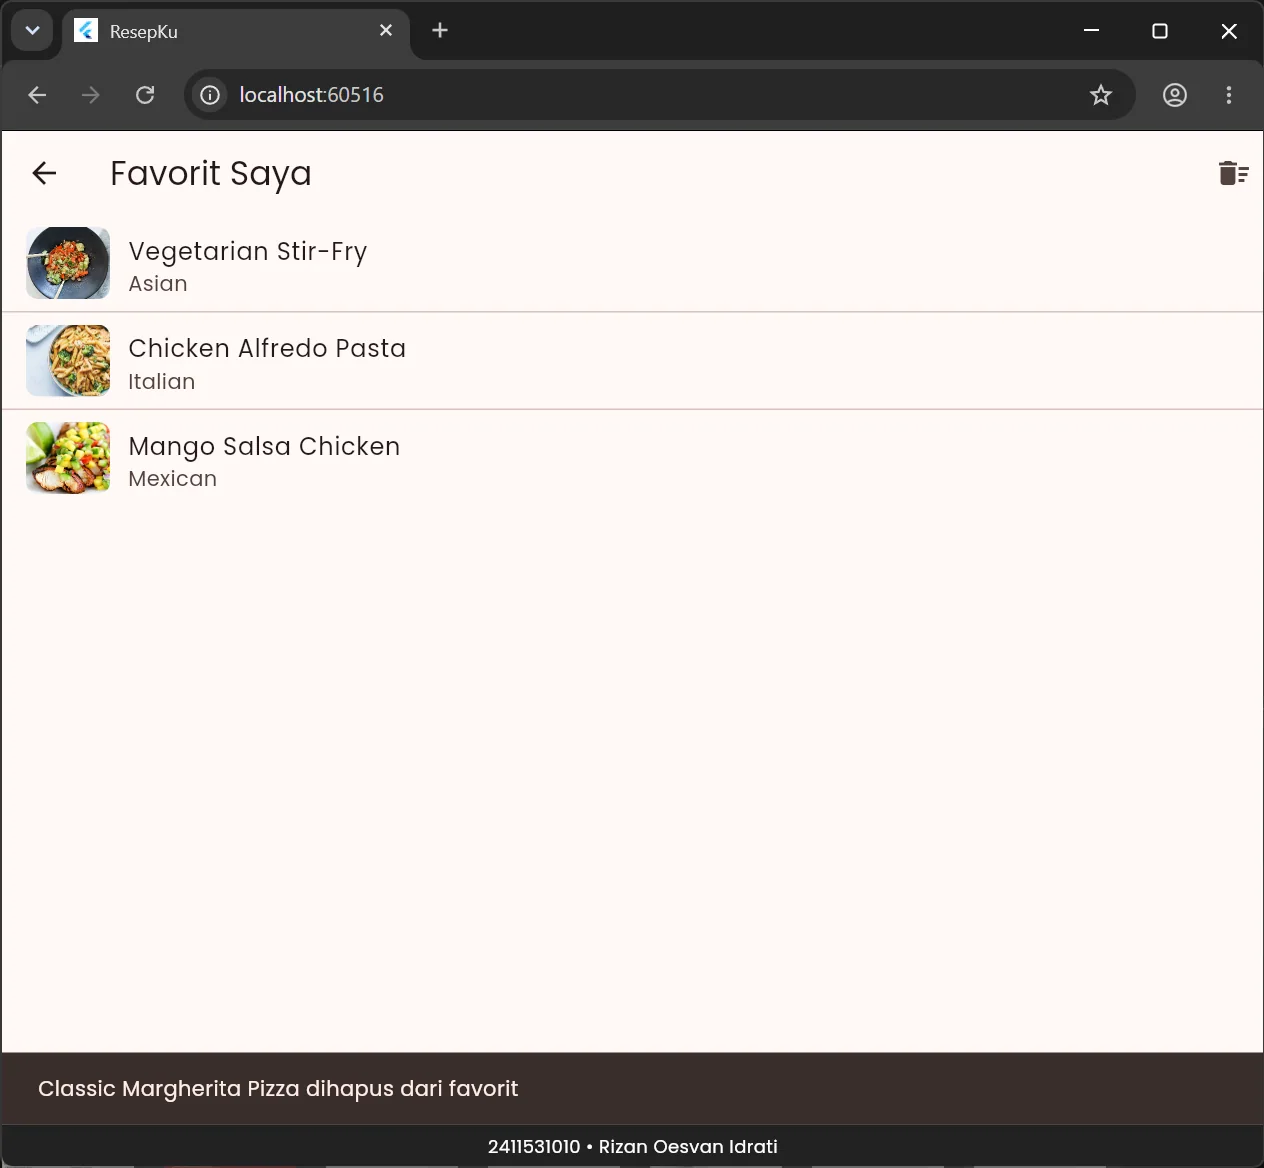 ResepKu
localhost:60516
Favorit Saya
Vegetarian Stir-Fry
Asian
Chicken Alfredo Pasta
Italian
Mango Salsa Chicken
Mexican
Classic Margherita Pizza dihapus dari favorit
2411531010 • Rizan Oesvan Idrati